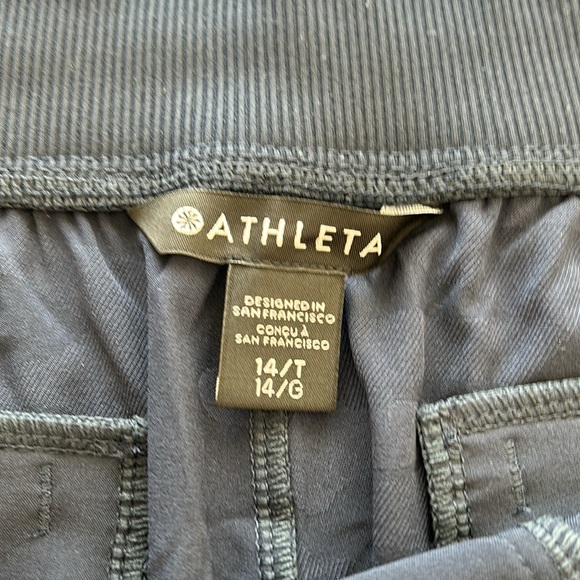 ATHLETA
DESIGNED IN
SAN FRANCISCO
CONÇU À
SAN FRANCISCO
14/T
14/G